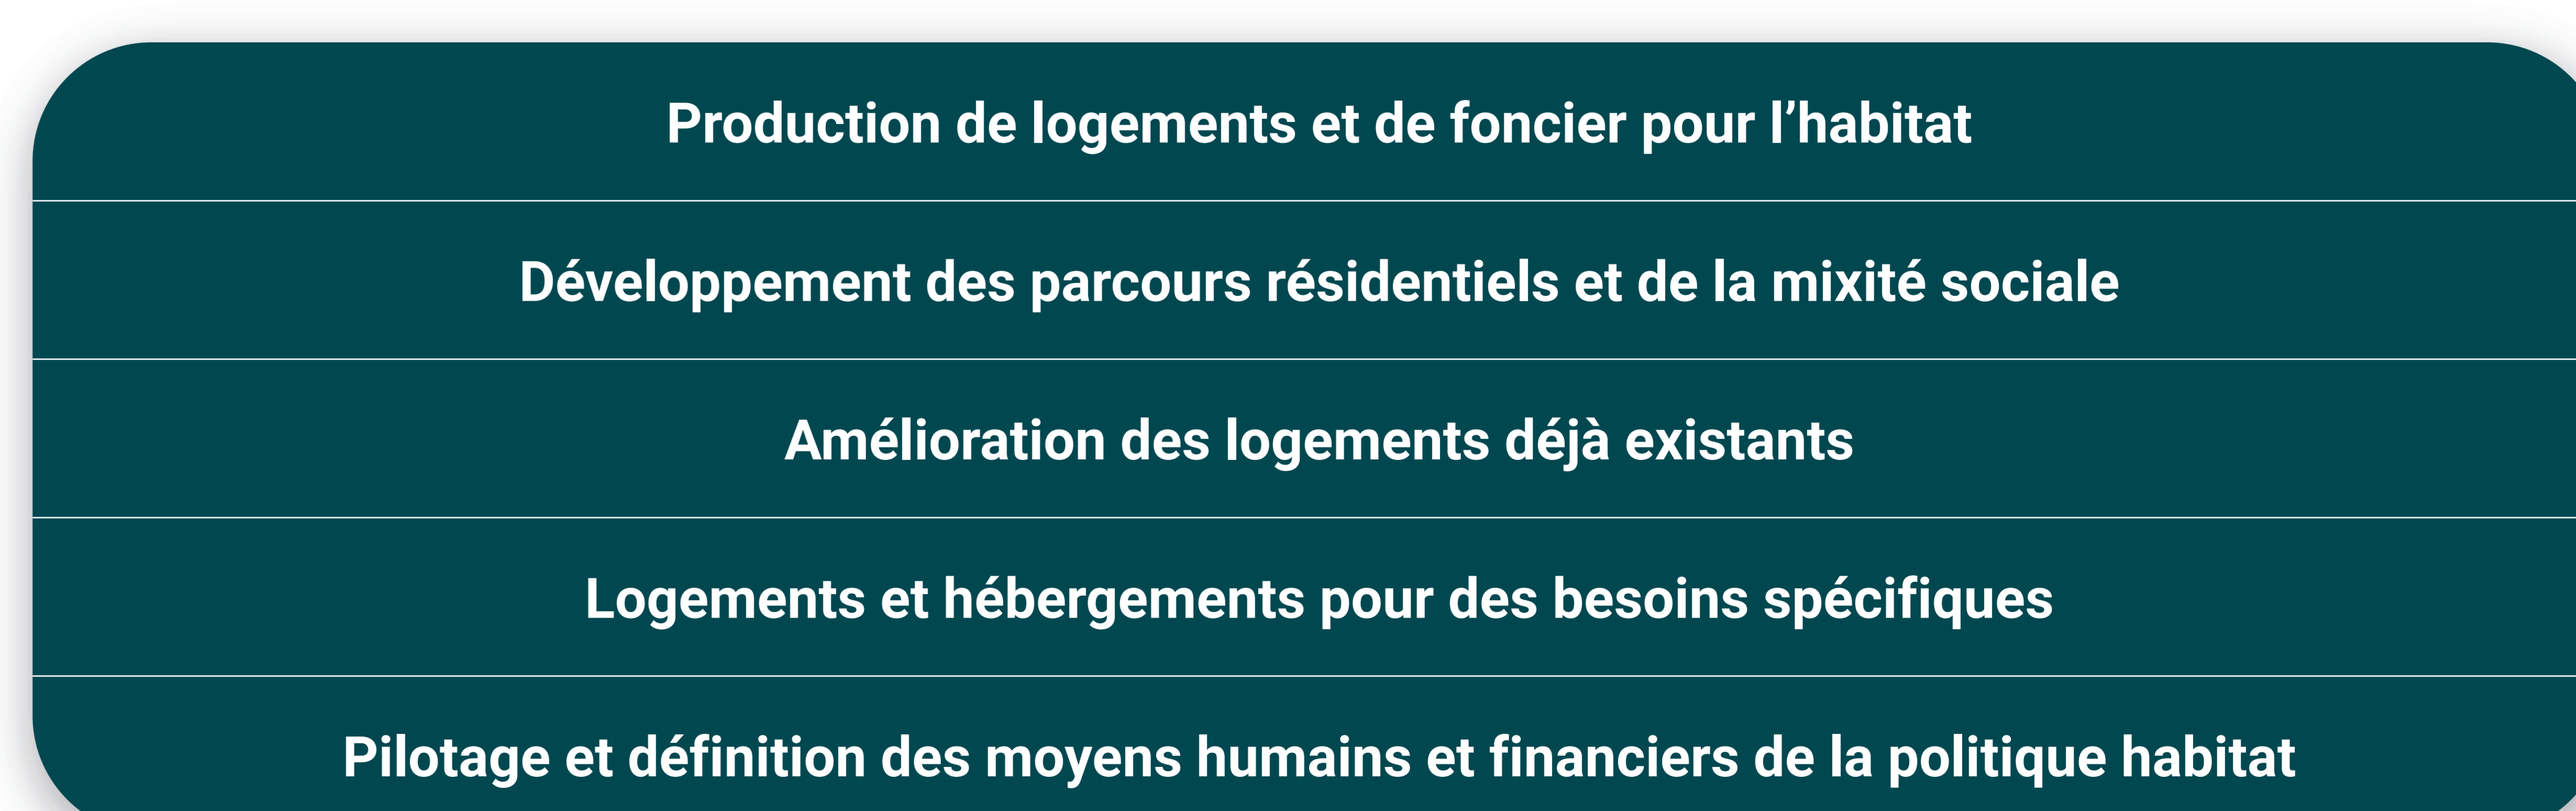 Production de logements et de foncier pour l’habitat
Développement des parcours résidentiels et de la mixité sociale
Amélioration des logements déjà existants
Logements et hébergements pour des besoins spécifiques
Pilotage et définition des moyens humains et financiers de la politique habitat